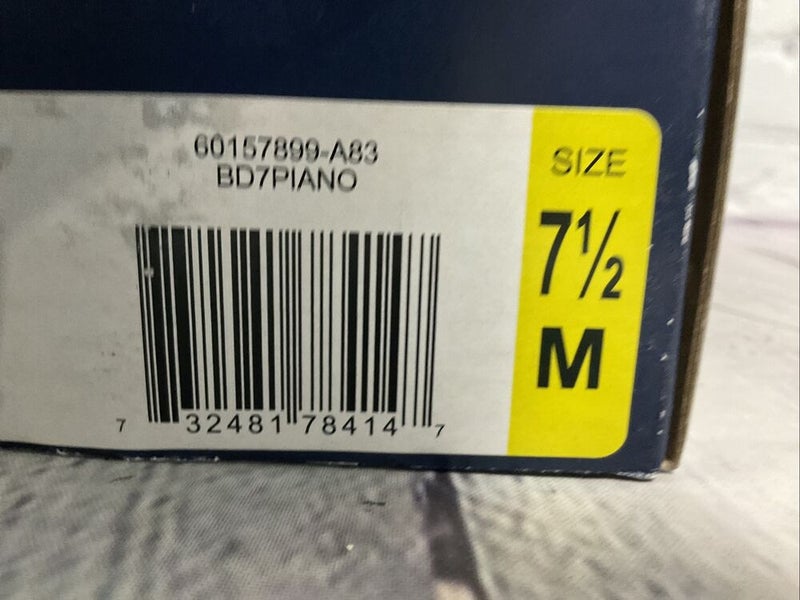 60157899-A83
BD7PIANO
7 32481 78414 7
SIZE
7½
M